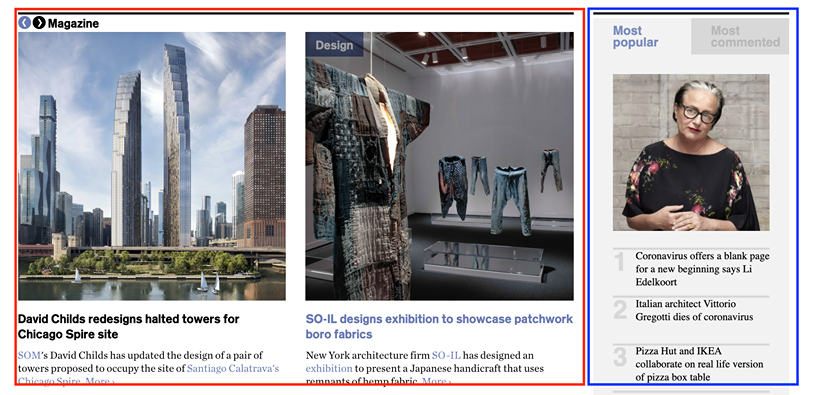 Magazine
Design
David Childs redesigns halted towers for
Chicago Spire site
SOM's David Childs has updated the design of a pair of
towers proposed to occupy the site of Santiago Calatrava's
Chicago Spire. More ›
SO-IL designs exhibition to showcase patchwork
boro fabrics
New York architecture firm SO-IL has designed an
exhibition to present a Japanese handicraft that uses
remnants of hemp fabric. More ›
Most
popular
Most
commented
1 Coronavirus offers a blank page
for a new beginning says Li
Edelkoort
2 Italian architect Vittorio
Gregotti dies of coronavirus
3 Pizza Hut and IKEA
collaborate on real life version
of pizza box table